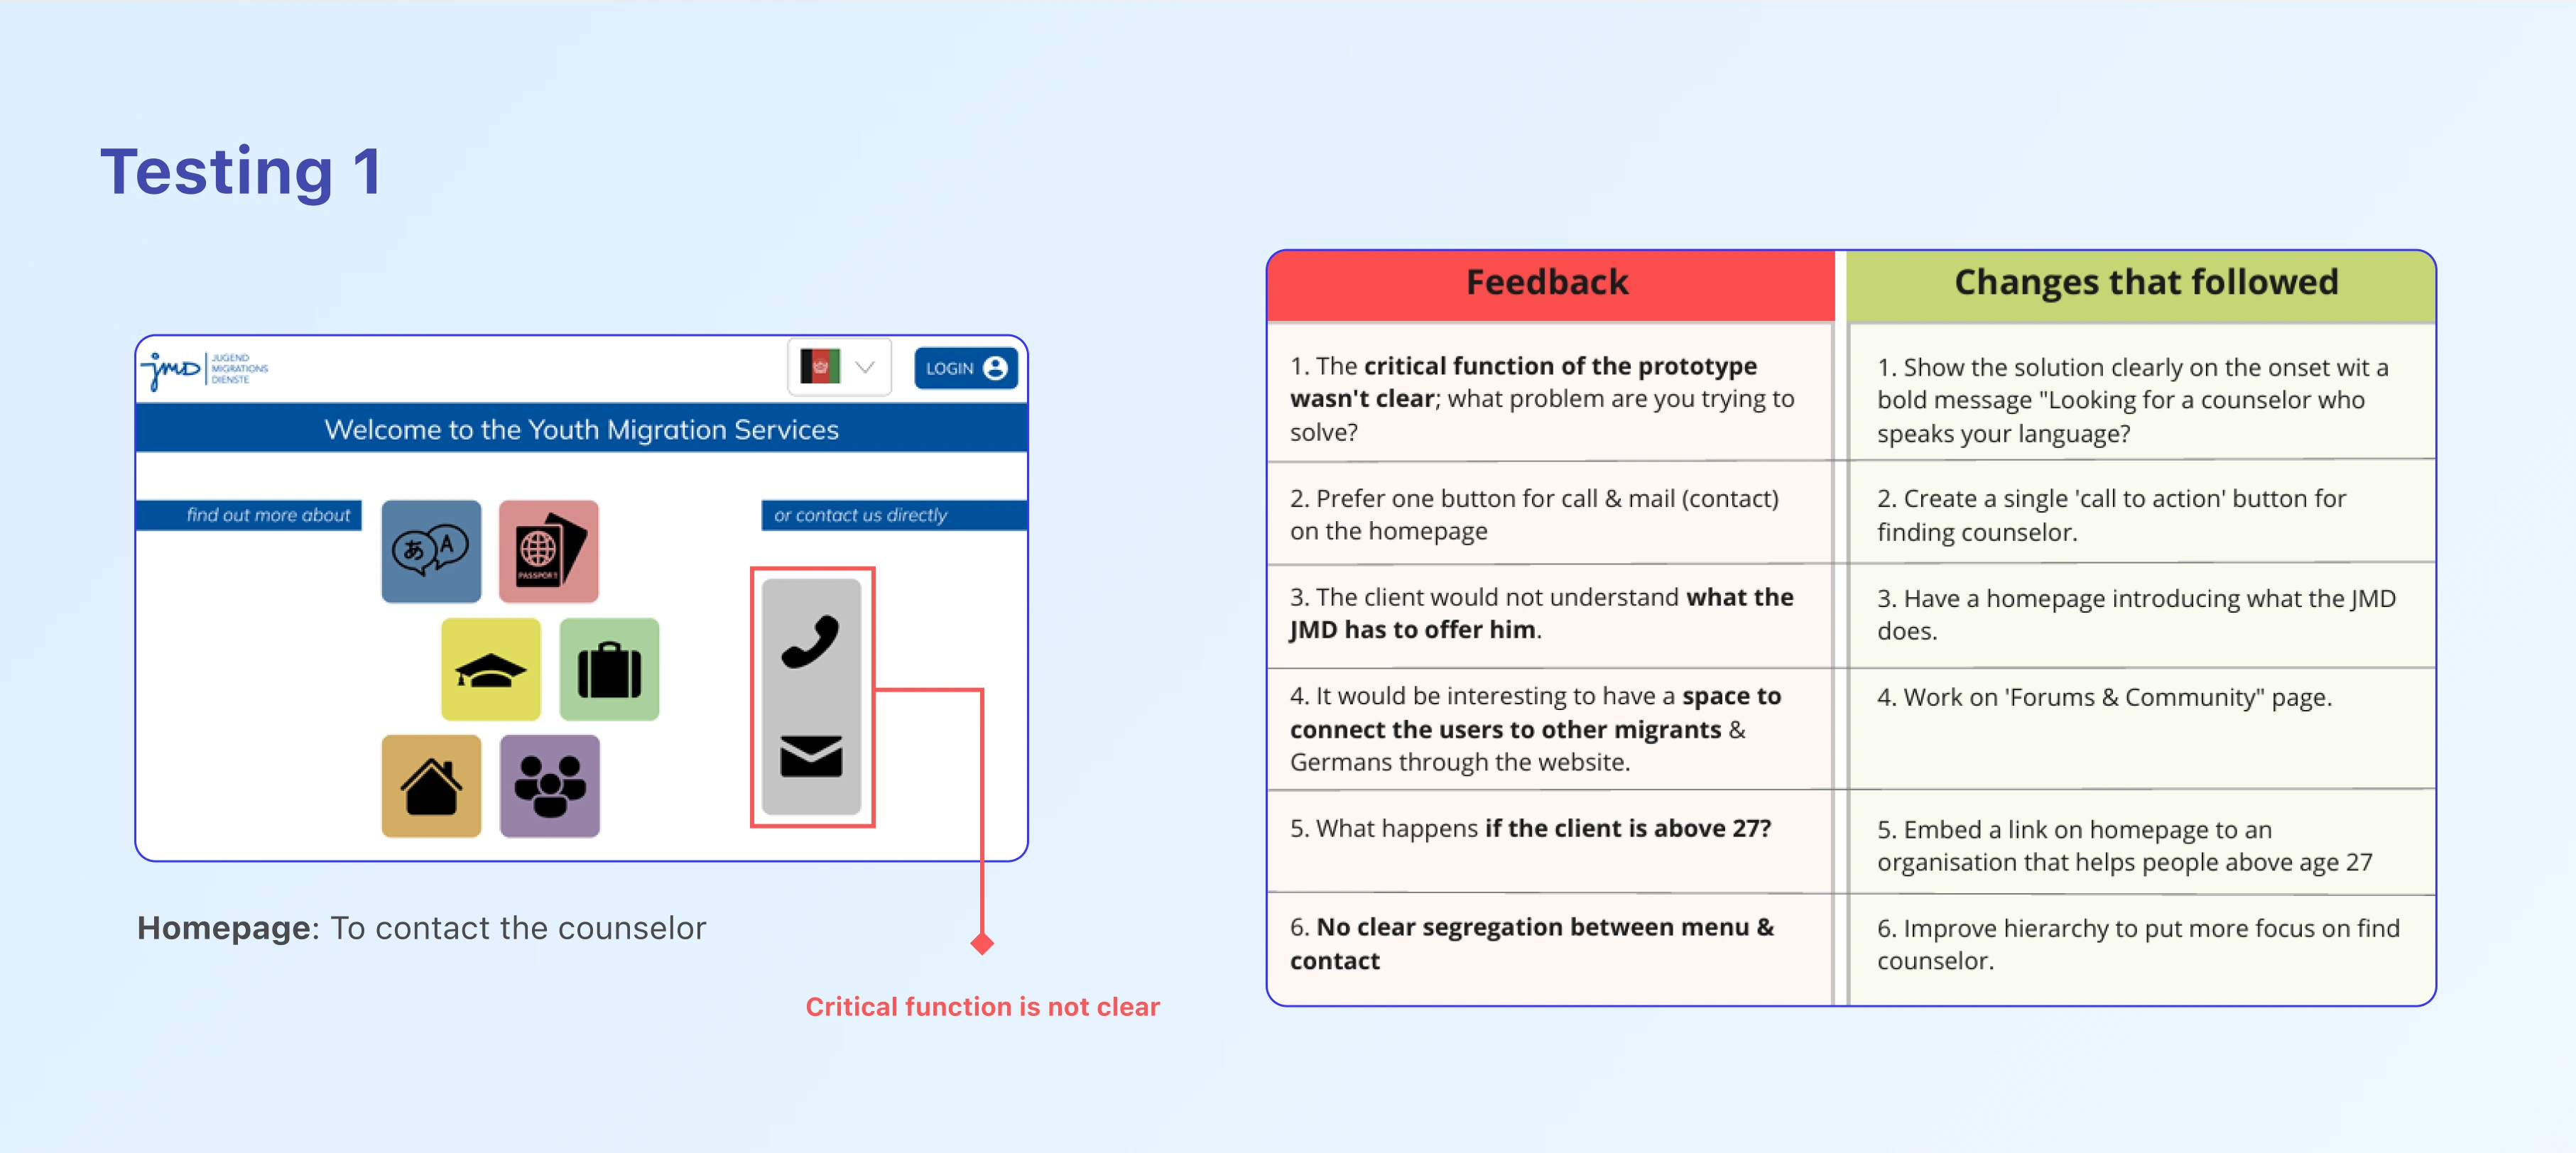 Testing 1
jmd
JUGEND
MIGRATIONS
DIENSTE
LOGIN
Welcome to the Youth Migration Services
find out more about
or contact us directly
あ A
PASSPORT
Homepage: To contact the counselor
Critical function is not clear
Feedback
Changes that followed
1. The critical function of the prototype
wasn't clear; what problem are you trying to
solve?
1. Show the solution clearly on the onset wit a
bold message "Looking for a counselor who
speaks your language?
2. Prefer one button for call & mail (contact)
on the homepage
2. Create a single 'call to action' button for
finding counselor.
3. The client would not understand what the
JMD has to offer him.
3. Have a homepage introducing what the JMD
does.
4. It would be interesting to have a space to
connect the users to other migrants &
Germans through the website.
4. Work on 'Forums & Community" page.
5. What happens if the client is above 27?
5. Embed a link on homepage to an
organisation that helps people above age 27
6. No clear segregation between menu &
contact
6. Improve hierarchy to put more focus on find
counselor.